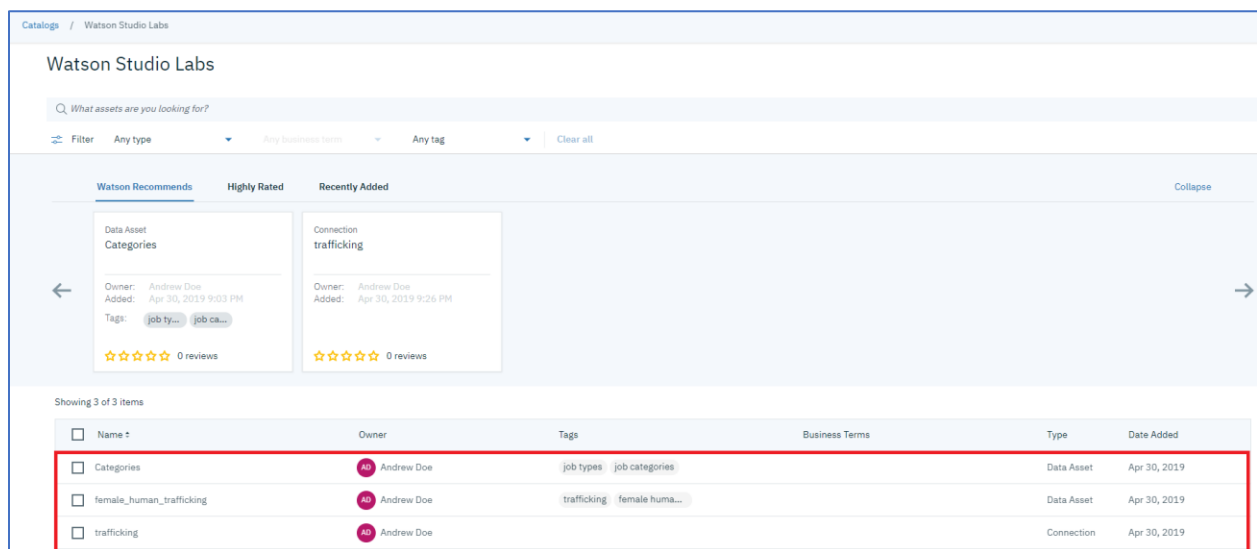 Catalogs / Watson Studio Labs
Watson Studio Labs
What assets are you looking for?
Filter Any type Any business term Any tag Clear all
Watson Recommends Highly Rated Recently Added Collapse
Data Asset
Categories
Owner: Andrew Doe
Added: Apr 30, 2019 9:03 PM
Tags: job ty... job ca...
0 reviews
Connection
trafficking
Owner: Andrew Doe
Added: Apr 30, 2019 9:26 PM
0 reviews
Showing 3 of 3 items
Name Owner Tags Business Terms Type Date Added
Categories AD Andrew Doe job types job categories Data Asset Apr 30, 2019
female_human_trafficking AD Andrew Doe trafficking female huma... Data Asset Apr 30, 2019
trafficking AD Andrew Doe Connection Apr 30, 2019